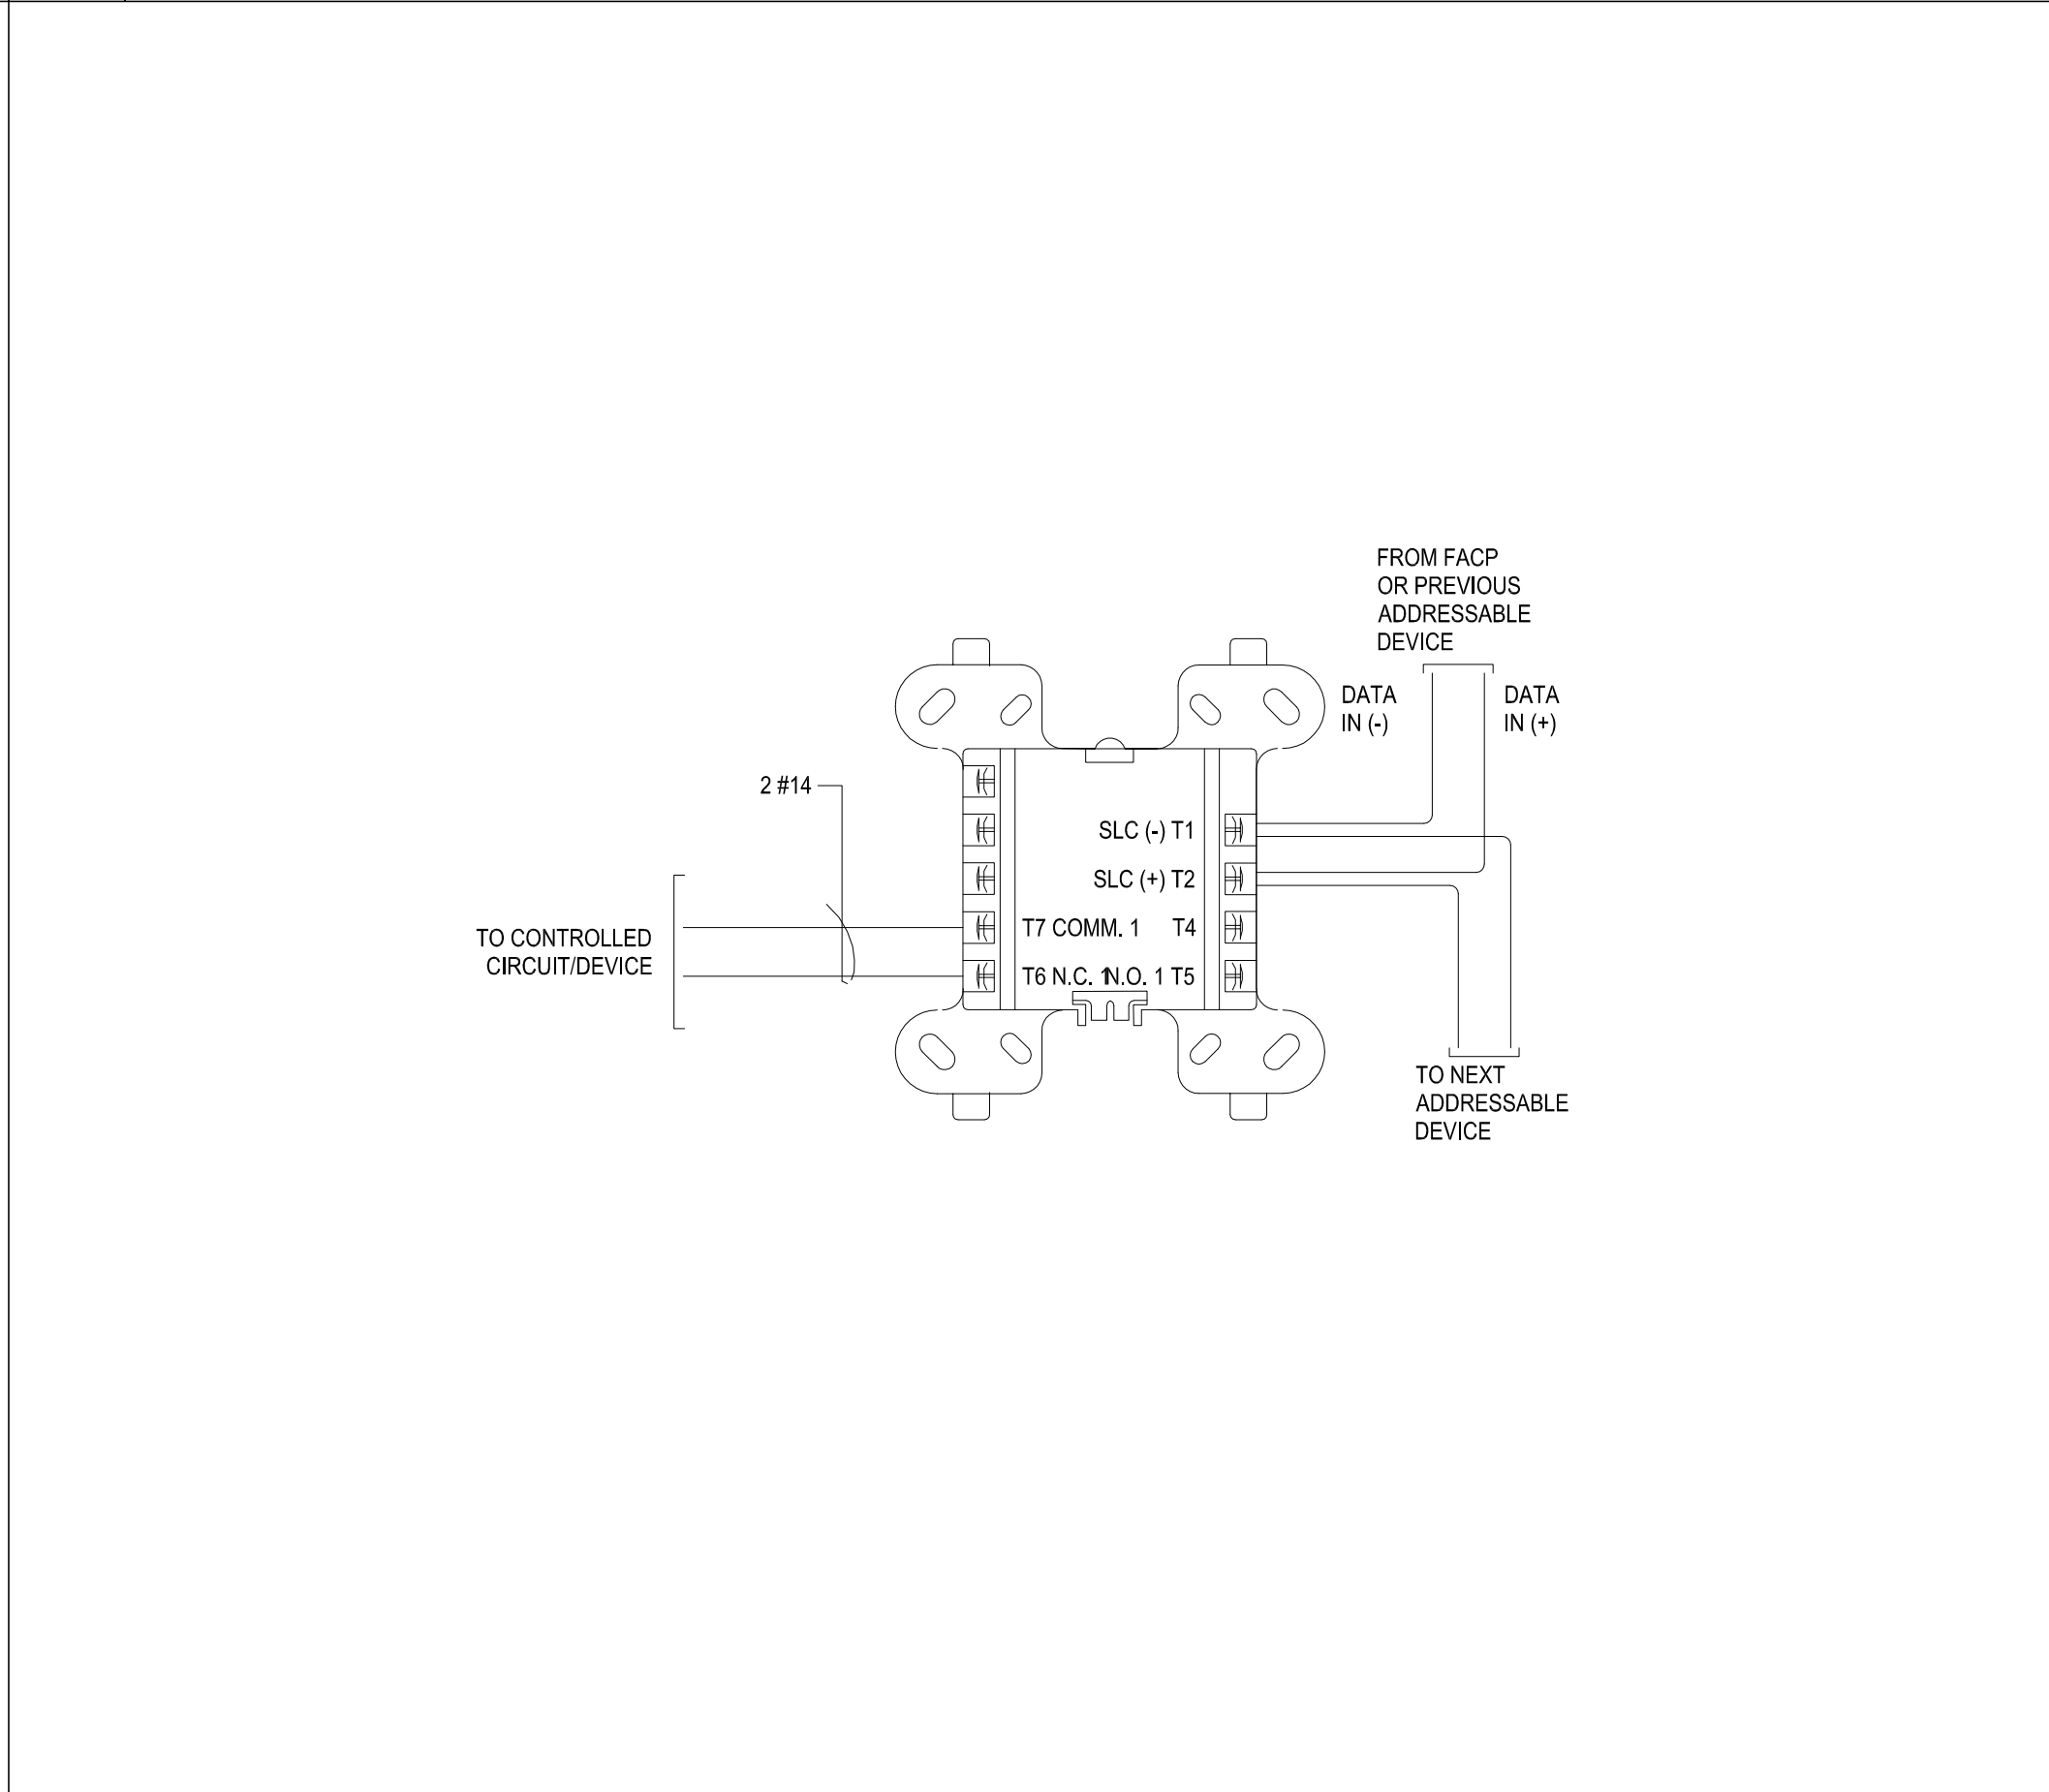 FROM FACP
OR PREVIOUS
ADDRESSABLE
DEVICE
DATA
IN (-)
DATA
IN (+)
2 #14
SLC (-) T1
SLC (+) T2
T7 COMM. 1 T4
T6 N.C. 1 N.O. 1 T5
TO CONTROLLED
CIRCUIT/DEVICE
TO NEXT
ADDRESSABLE
DEVICE